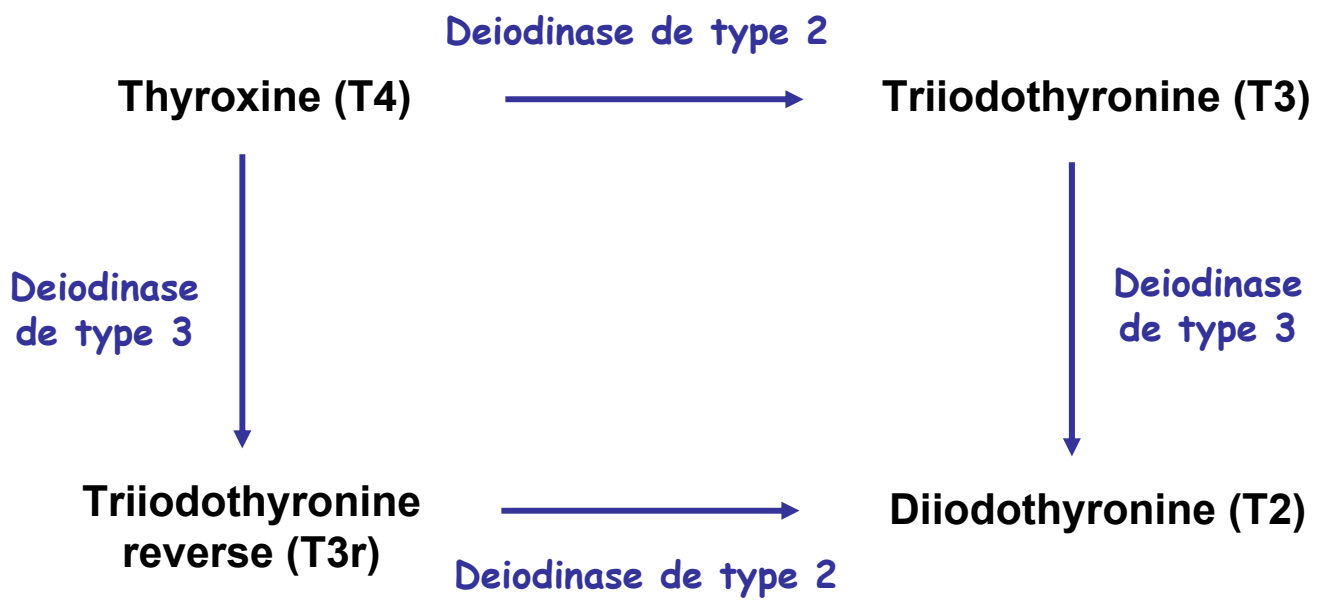 Deiodinase de type 2
Thyroxine (T4)
Triiodothyronine (T3)
Deiodinase
de type 3
Deiodinase
de type 3
Triiodothyronine
reverse (T3r)
Diiodothyronine (T2)
Deiodinase de type 2